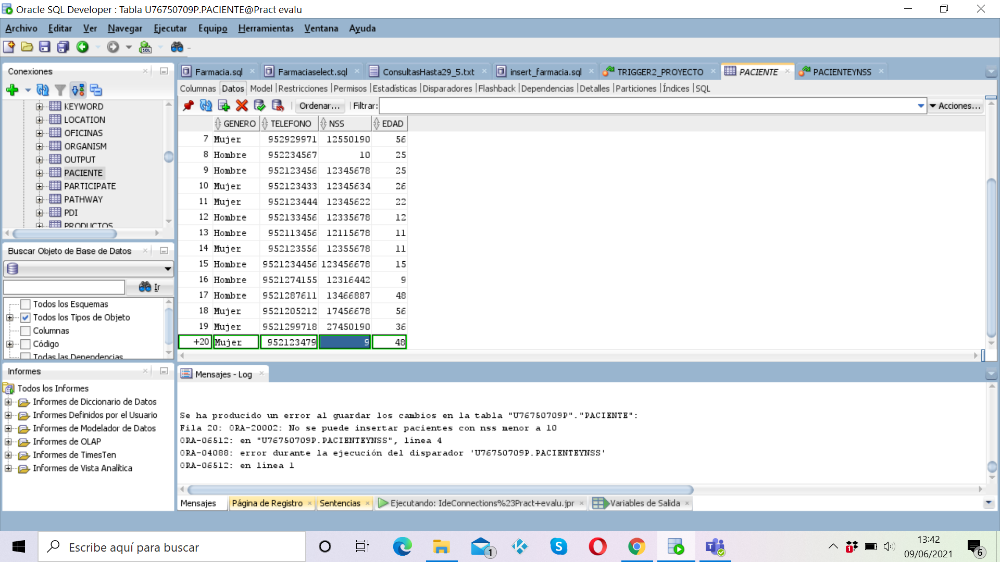 Oracle SQL Developer : Tabla U76750709P.PACIENTE@Pract evalu
Archivo Editar Ver Navegar Ejecutar Equipo Herramientas Ventana Ayuda
Conexiones
KEYWORD
LOCATION
OFICINAS
ORGANISM
OUTPUT
PACIENTE
PARTICIPATE
PATHWAY
PDI
PRODUCTOS
Buscar Objeto de Base de Datos
Ir
Todos los Esquemas
Todos los Tipos de Objeto
Columnas
Código
Todas las Dependencias
Informes
Todos los Informes
Informes de Diccionario de Datos
Informes Definidos por el Usuario
Informes de Modelador de Datos
Informes de OLAP
Informes de TimesTen
Informes de Vista Analítica
Farmacia.sql Farmaciaselect.sql ConsultasHasta29_5.txt insert_farmacia.sql TRIGGER2_PROYECTO PACIENTE PACIENTEYNSS
Columnas Datos Model Restricciones Permisos Estadísticas Disparadores Flashback Dependencias Detalles Particiones Índices SQL
Ordenar... Filtrar: Acciones...
GENERO TELEFONO NSS EDAD
7 Mujer 952929971 12550190 56
8 Hombre 952234567 10 25
9 Hombre 952123456 12345678 25
10 Mujer 952123433 12345634 26
11 Mujer 952123444 12345622 22
12 Hombre 952133456 12335678 12
13 Hombre 952113456 12115678 11
14 Mujer 952123556 12355678 11
15 Hombre 9521234456 123456678 15
16 Hombre 9521274155 12316442 9
17 Hombre 9521287611 13466887 48
18 Mujer 9521205212 17456678 56
19 Mujer 9521299718 27450190 36
+20 Mujer 952123479 9 48
Mensajes - Log
Se ha producido un error al guardar los cambios en la tabla "U76750709P"."PACIENTE":
Fila 20: ORA-20002: No se puede insertar pacientes con nss menor a 10
ORA-06512: en "U76750709P.PACIENTEYNSS", línea 4
ORA-04088: error durante la ejecución del disparador 'U76750709P.PACIENTEYNSS'
ORA-06512: en línea 1
Mensajes Página de Registro Sentencias Ejecutando: IdeConnections%23Pract+evalu.jpr Variables de Salida
Escribe aquí para buscar
1
1
13:42
09/06/2021
6